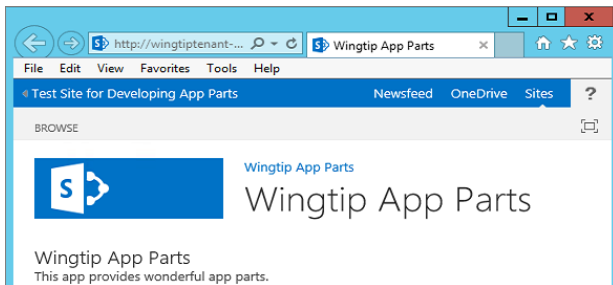 http://wingtiptenant-... Wingtip App Parts
File Edit View Favorites Tools Help
Test Site for Developing App Parts Newsfeed OneDrive Sites ?
BROWSE
S
Wingtip App Parts
Wingtip App Parts
Wingtip App Parts
This app provides wonderful app parts.